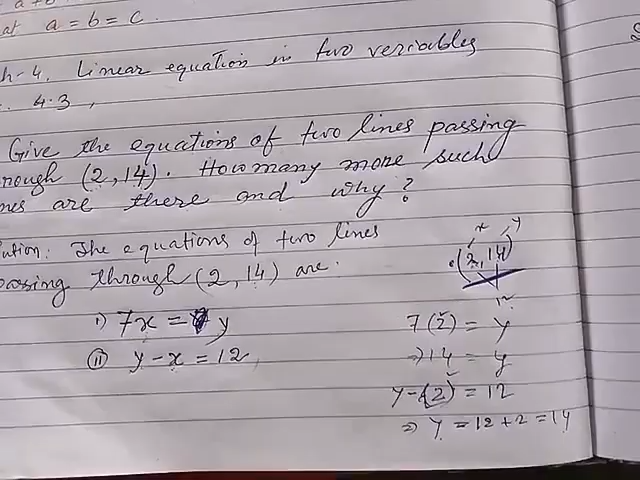 at a = b = c.
h-4. Linear equation in two veriables
4.3,
Give the equations of two lines passing
rough (2,14). How many more such
nes are there and why?
ution: The equations of two lines
passing through (2, 14) are:
x y
(2, 14)
12
i) 7x = y
7(2) = y
⇒ 14 = y
(ii) y - x = 12
y - (2) = 12
⇒ y = 12 + 2 = 14